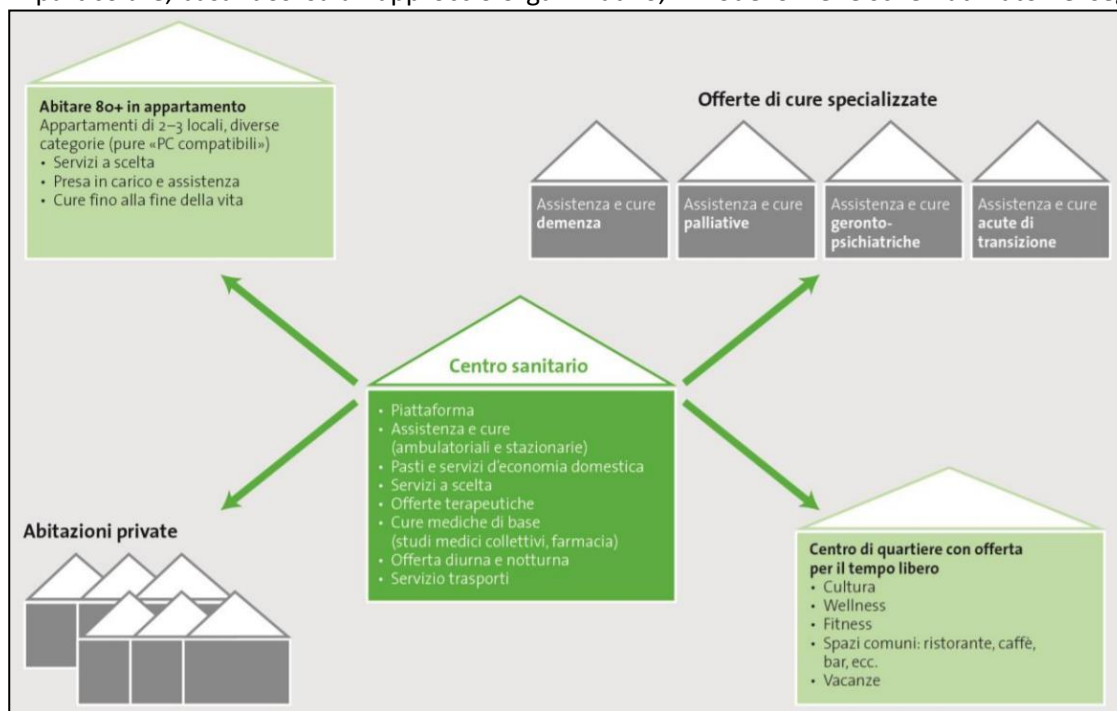 Abitare 80+ in appartamento
Appartamenti di 2–3 locali, diverse
categorie (pure «PC compatibili»)
• Servizi a scelta
• Presa in carico e assistenza
• Cure fino alla fine della vita
Offerte di cure specializzate
Assistenza e cure
demenza
Assistenza e cure
palliative
Assistenza e cure
geronto-
psichiatriche
Assistenza e cure
acute di
transizione
Centro sanitario
• Piattaforma
• Assistenza e cure
(ambulatoriali e stazionarie)
• Pasti e servizi d'economia domestica
• Servizi a scelta
• Offerte terapeutiche
• Cure mediche di base
(studi medici collettivi, farmacia)
• Offerta diurna e notturna
• Servizio trasporti
Abitazioni private
Centro di quartiere con offerta
per il tempo libero
• Cultura
• Wellness
• Fitness
• Spazi comuni: ristorante, caffè,
bar, ecc.
• Vacanze